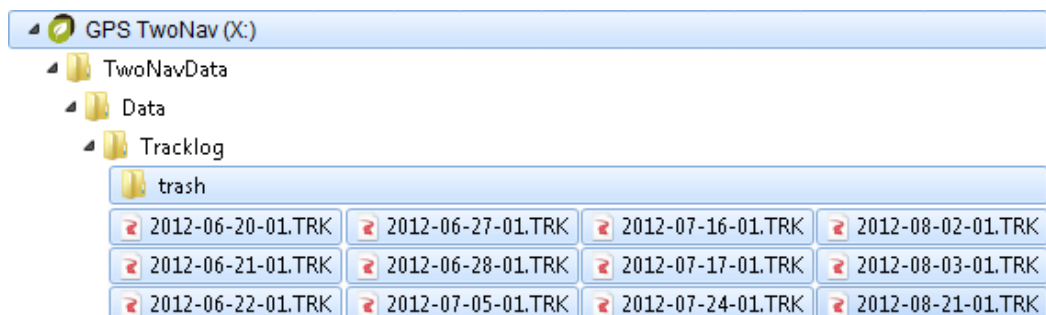 GPS TwoNav (X:)
TwoNavData
Data
Tracklog
trash
2012-06-20-01.TRK 2012-06-27-01.TRK 2012-07-16-01.TRK 2012-08-02-01.TRK
2012-06-21-01.TRK 2012-06-28-01.TRK 2012-07-17-01.TRK 2012-08-03-01.TRK
2012-06-22-01.TRK 2012-07-05-01.TRK 2012-07-24-01.TRK 2012-08-21-01.TRK